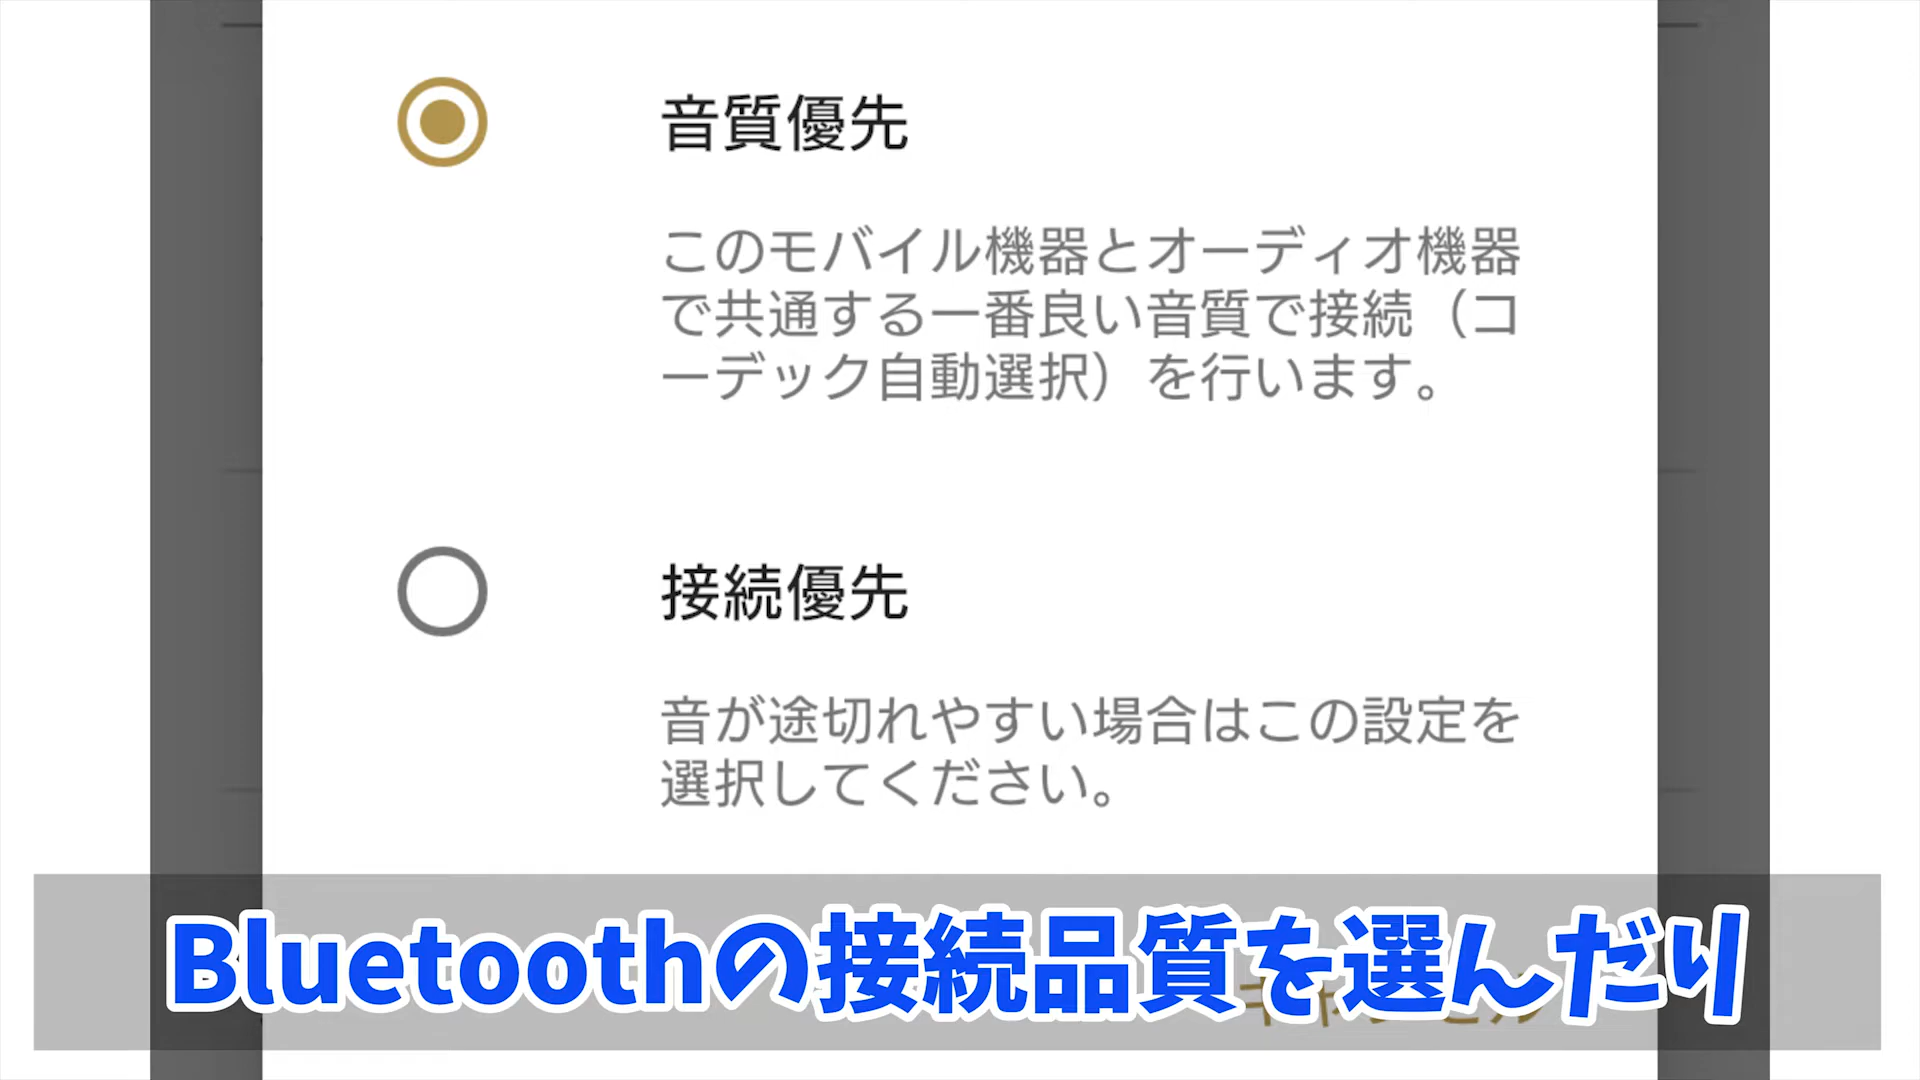 音質優先
このモバイル機器とオーディオ機器
で共通する一番良い音質で接続（コ
ーデック自動選択）を行います。
接続優先
音が途切れやすい場合はこの設定を
選択してください。
Bluetoothの接続品質を選んだり